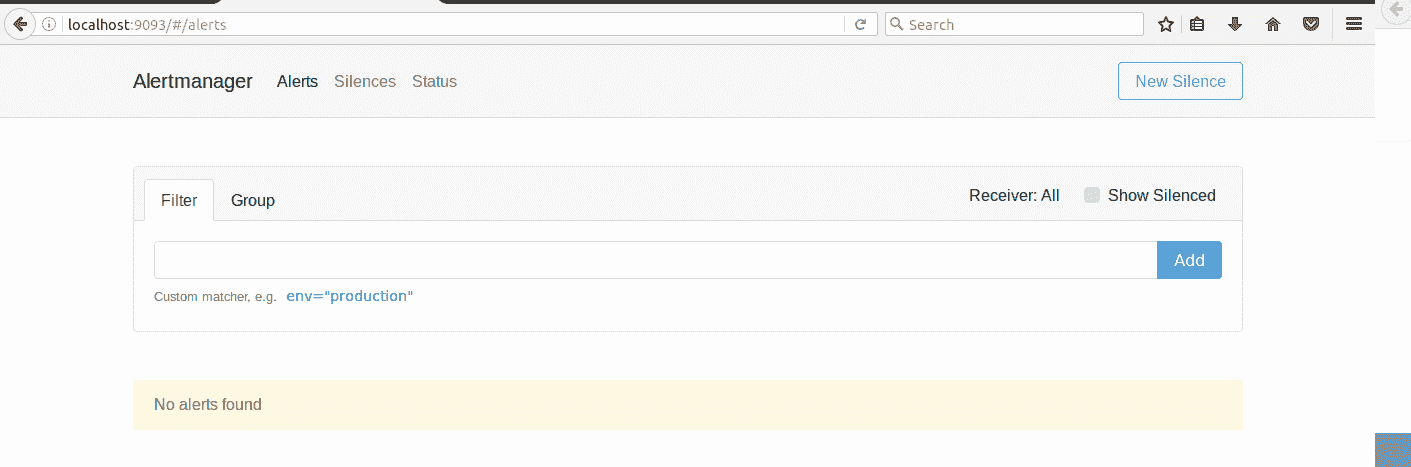 localhost:9093/#/alerts Search
Alertmanager Alerts Silences Status New Silence
Filter Group Receiver: All Show Silenced
Add
Custom matcher, e.g. env="production"
No alerts found